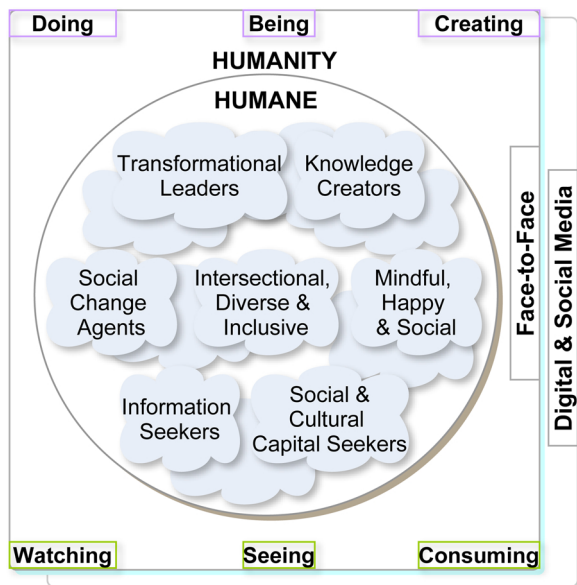 Doing
Being
Creating
HUMANITY
HUMANE
Transformational
Leaders
Knowledge
Creators
Social
Change
Agents
Intersectional,
Diverse &
Inclusive
Mindful,
Happy
& Social
Information
Seekers
Social &
Cultural
Capital Seekers
Face-to-Face
Digital & Social Media
Watching
Seeing
Consuming